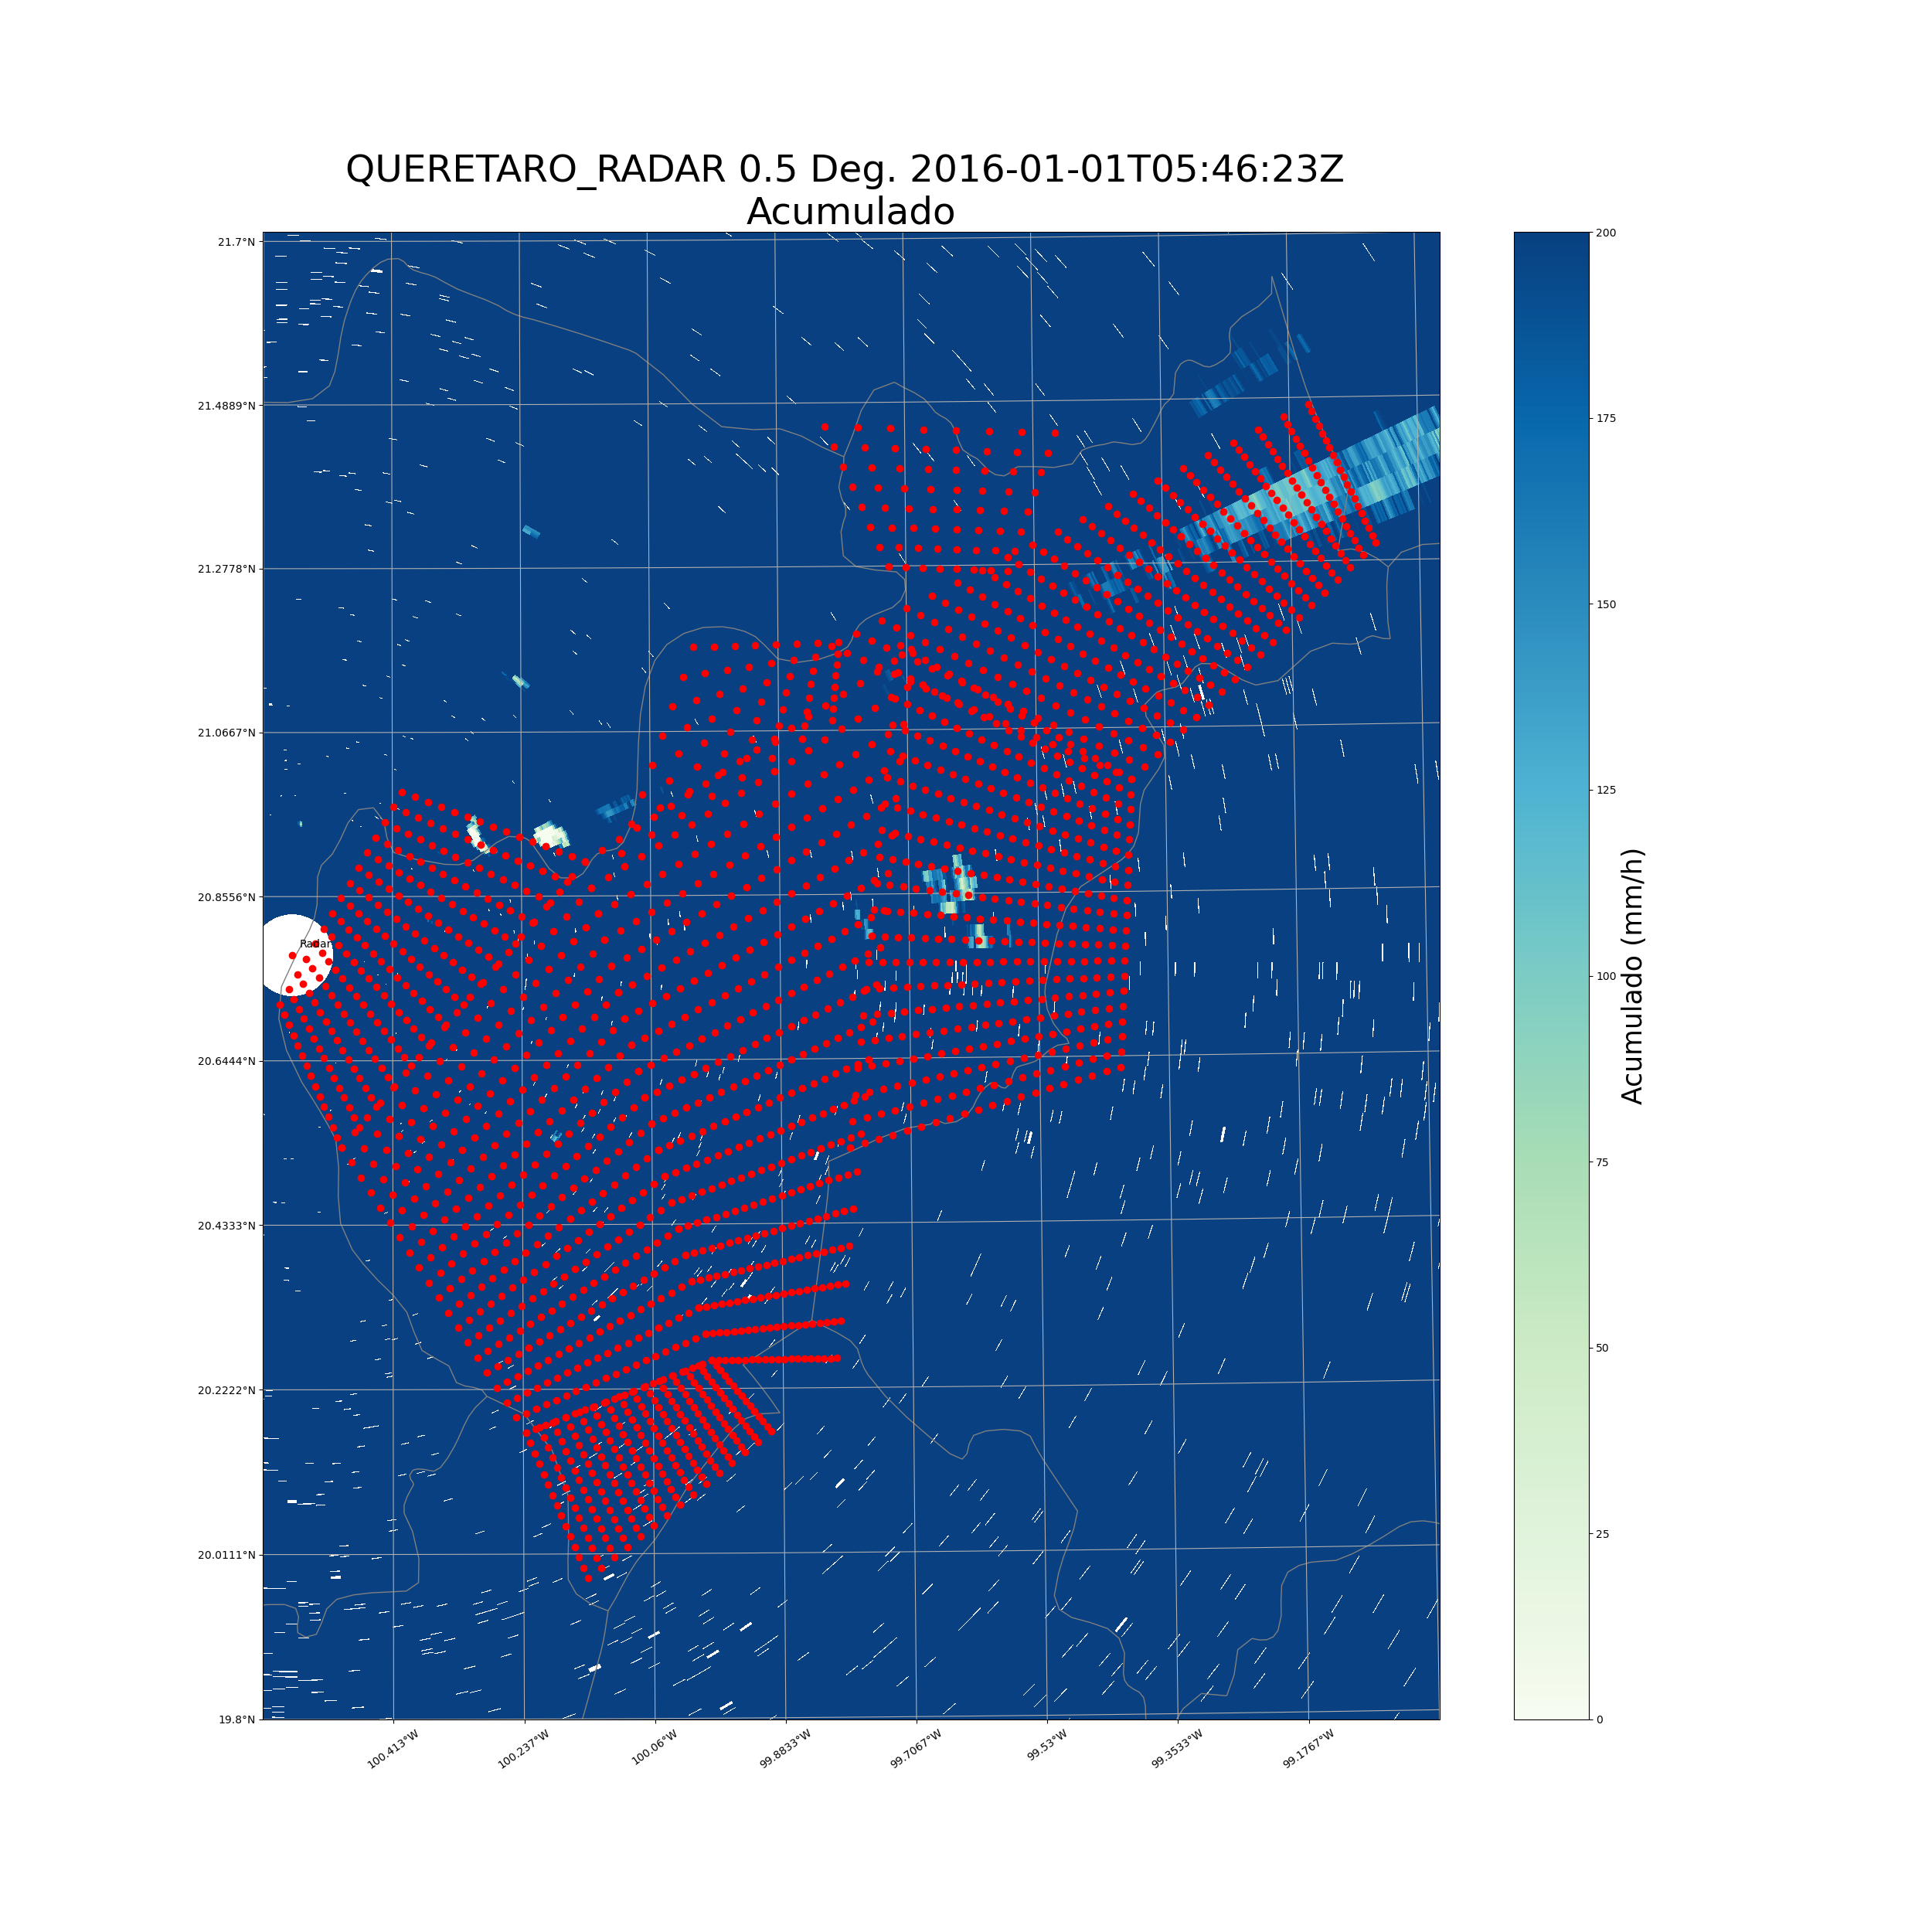 QUERETARO_RADAR 0.5 Deg. 2016-01-01T05:46:23Z
Acumulado
21.7°N
21.4889°N
21.2778°N
21.0667°N
20.8556°N
20.6444°N
20.4333°N
20.2222°N
20.0111°N
19.8°N
Radar
100.413°W
100.237°W
100.06°W
99.8833°W
99.7067°W
99.53°W
99.3533°W
99.1767°W
200
175
150
125
100
75
50
25
0
Acumulado (mm/h)